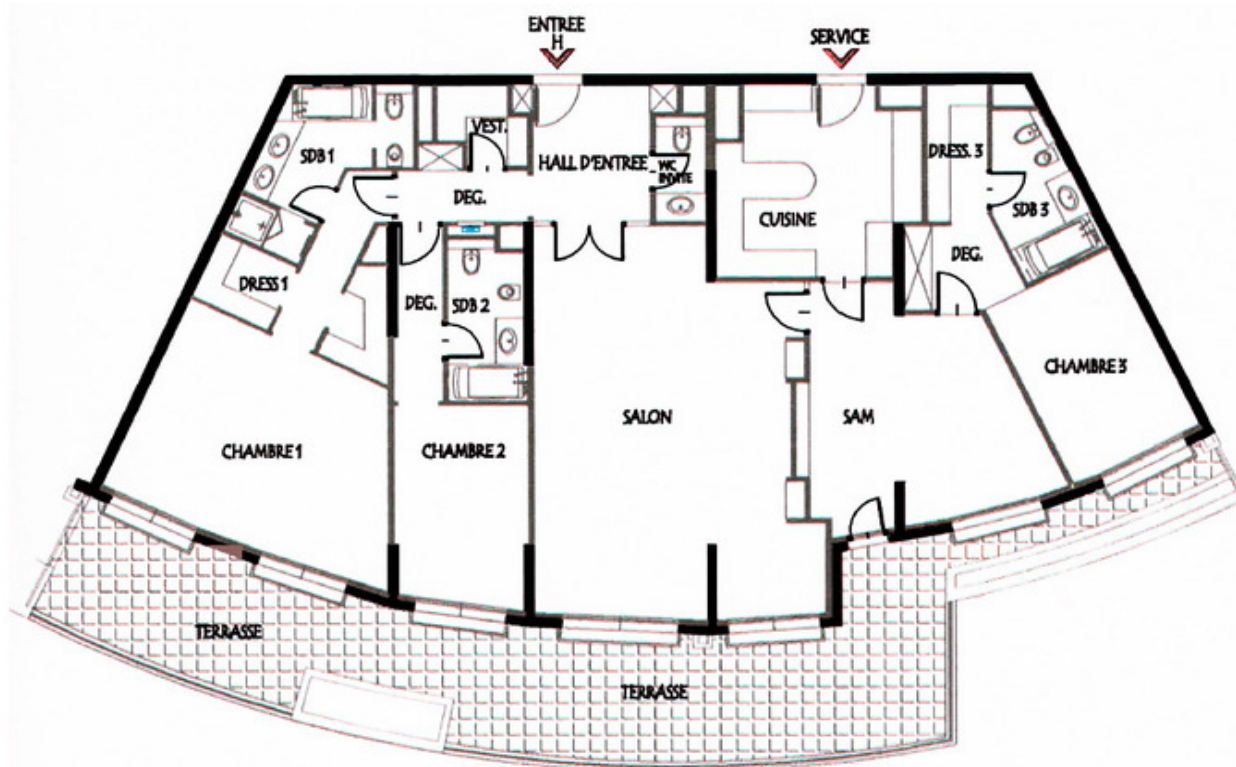 ENTREE
H
SERVICE
SDB 1
VEST.
HALL D'ENTREE
WC
INVITE
DEG.
CUISINE
DRESS. 3
SDB 3
DEG.
DRESS 1
DEG.
SDB 2
CHAMBRE 3
CHAMBRE 1
CHAMBRE 2
SALON
SAM
TERRASSE
TERRASSE